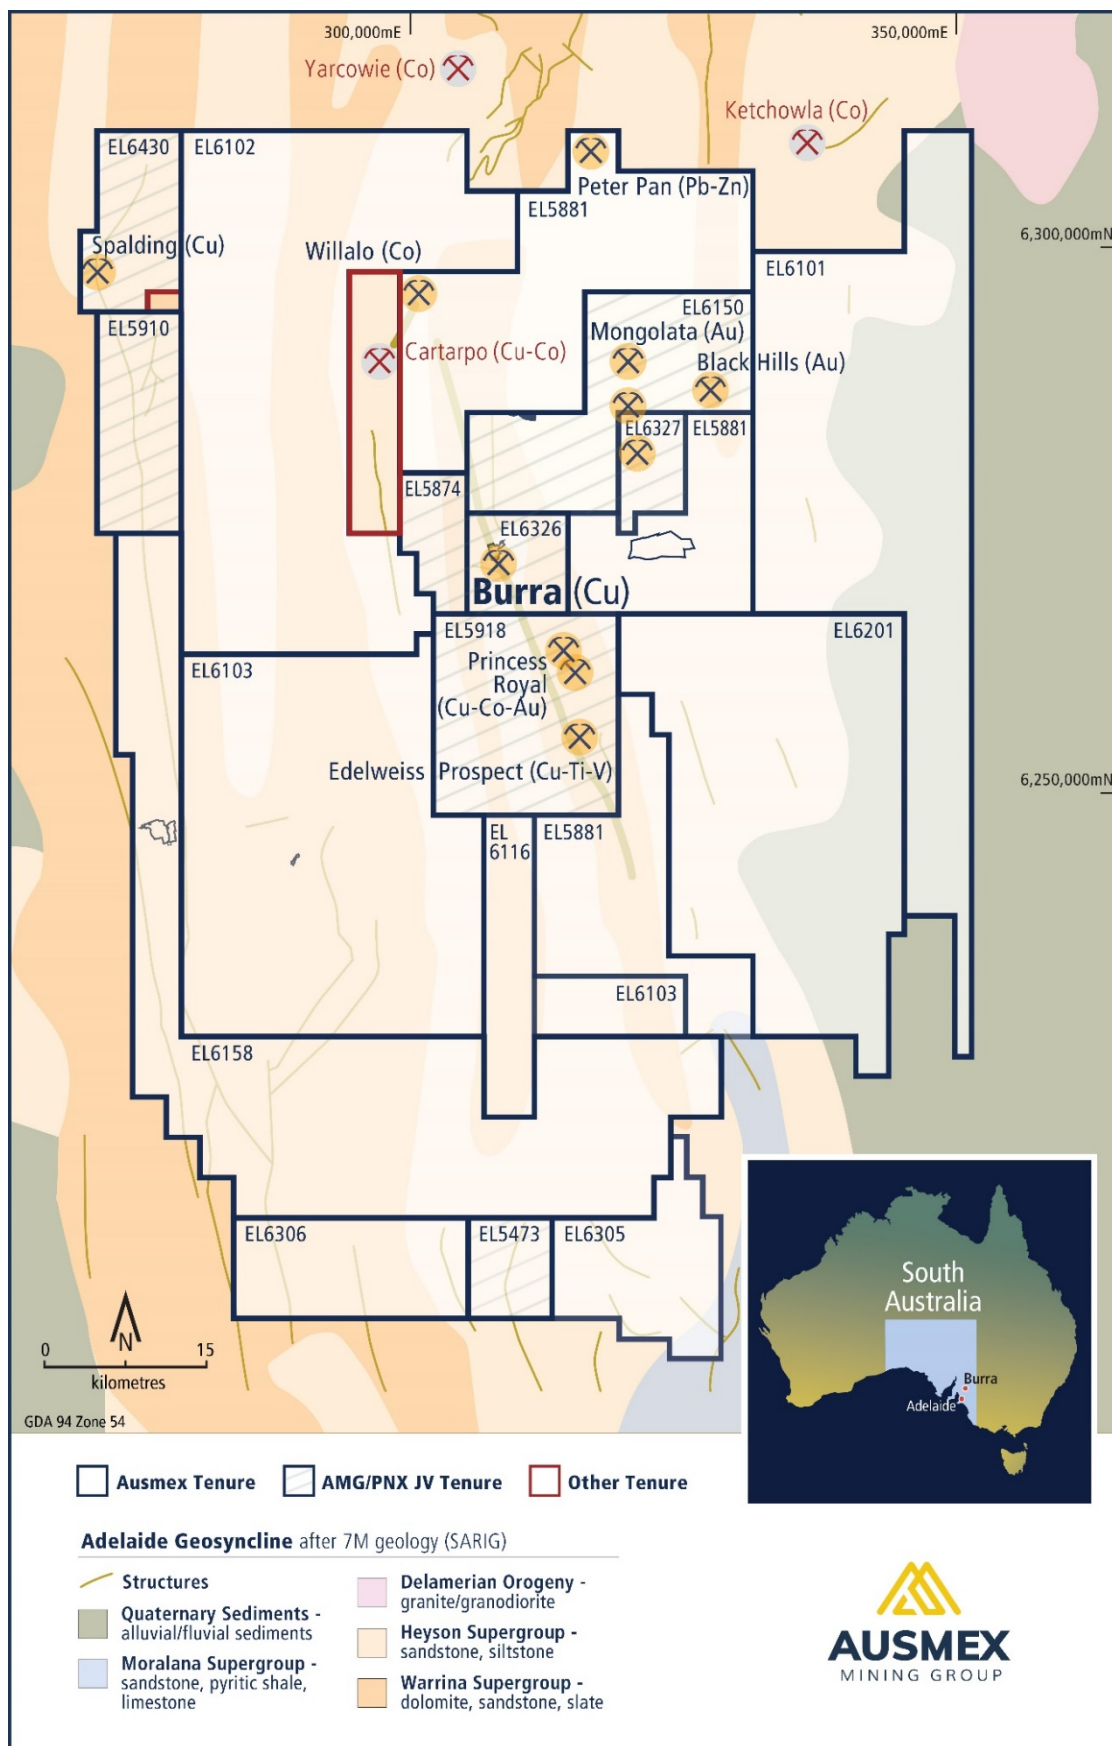 300,000mE
350,000mE
Yarcowie (Co)
Ketchowla (Co)
EL6430
EL6102
Peter Pan (Pb-Zn)
EL5881
6,300,000mN
Spalding (Cu)
Willalo (Co)
EL6101
EL5910
EL6150
Mongolata (Au)
Cartarpo (Cu-Co)
Black Hills (Au)
EL6327
EL5881
EL5874
EL6326
Burra (Cu)
EL5918
EL6201
EL6103
Princess
Royal
(Cu-Co-Au)
Edelweiss Prospect (Cu-Ti-V)
6,250,000mN
EL
6116
EL5881
EL6103
EL6158
EL6306
EL5473
EL6305
N
0 15
kilometres
GDA 94 Zone 54
South
Australia
Burra
Adelaide
Ausmex Tenure
AMG/PNX JV Tenure
Other Tenure
Adelaide Geosyncline after 7M geology (SARIG)
Structures
Quaternary Sediments -
alluvial/fluvial sediments
Moralana Supergroup -
sandstone, pyritic shale,
limestone
Delamerian Orogeny -
granite/granodiorite
Heyson Supergroup -
sandstone, siltstone
Warrina Supergroup -
dolomite, sandstone, slate
AUSMEX
MINING GROUP